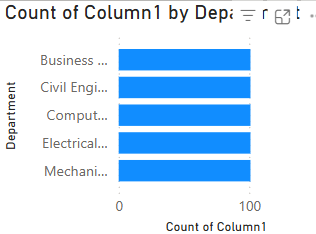 Count of Column1 by Depa r t
Department
Business ...
Civil Engi...
Comput...
Electrical...
Mechani...
0 100
Count of Column1